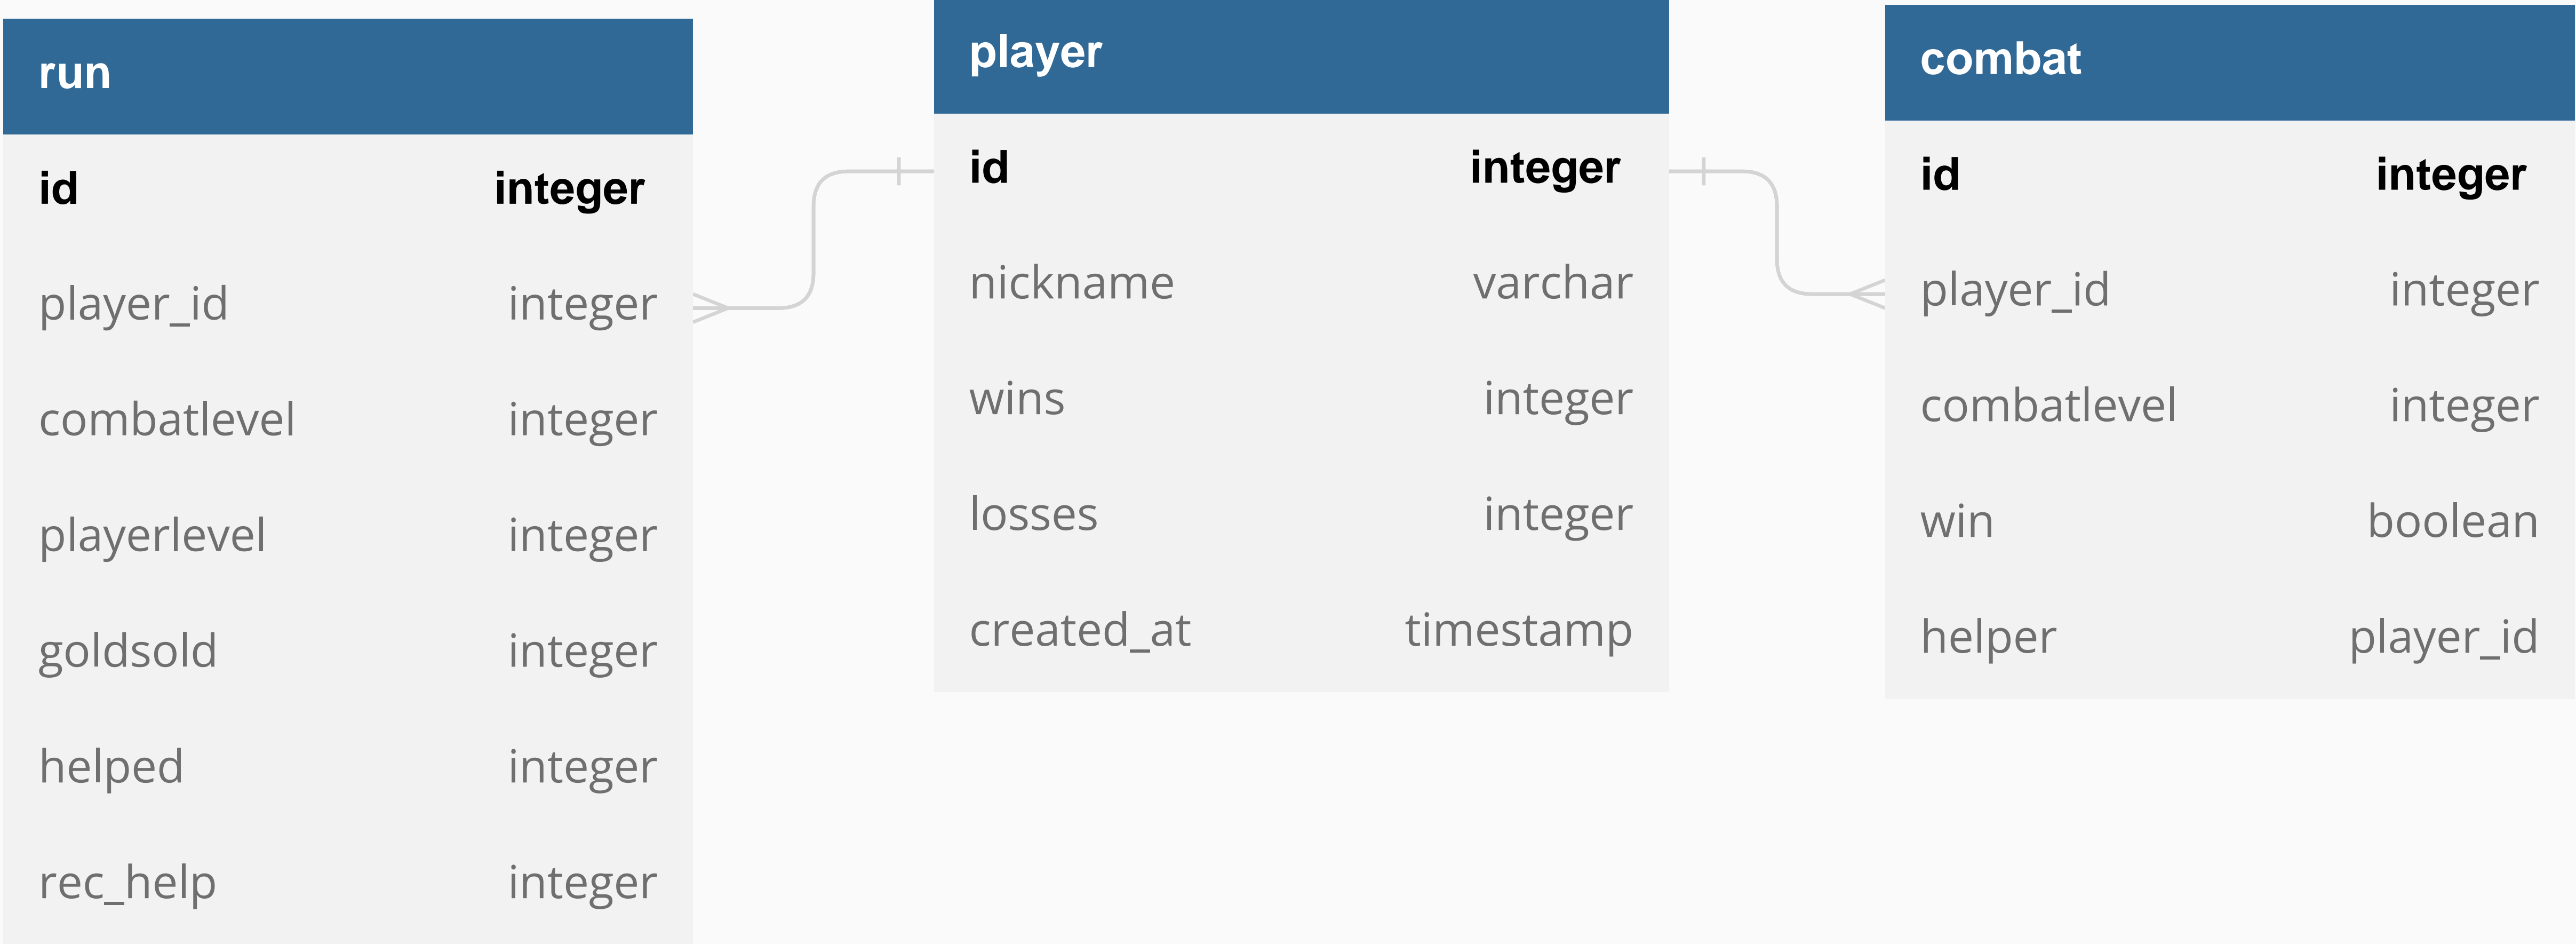 run
id integer
player_id integer
combatlevel integer
playerlevel integer
goldsold integer
helped integer
rec_help integer
player
id integer
nickname varchar
wins integer
losses integer
created_at timestamp
combat
id integer
player_id integer
combatlevel integer
win boolean
helper player_id